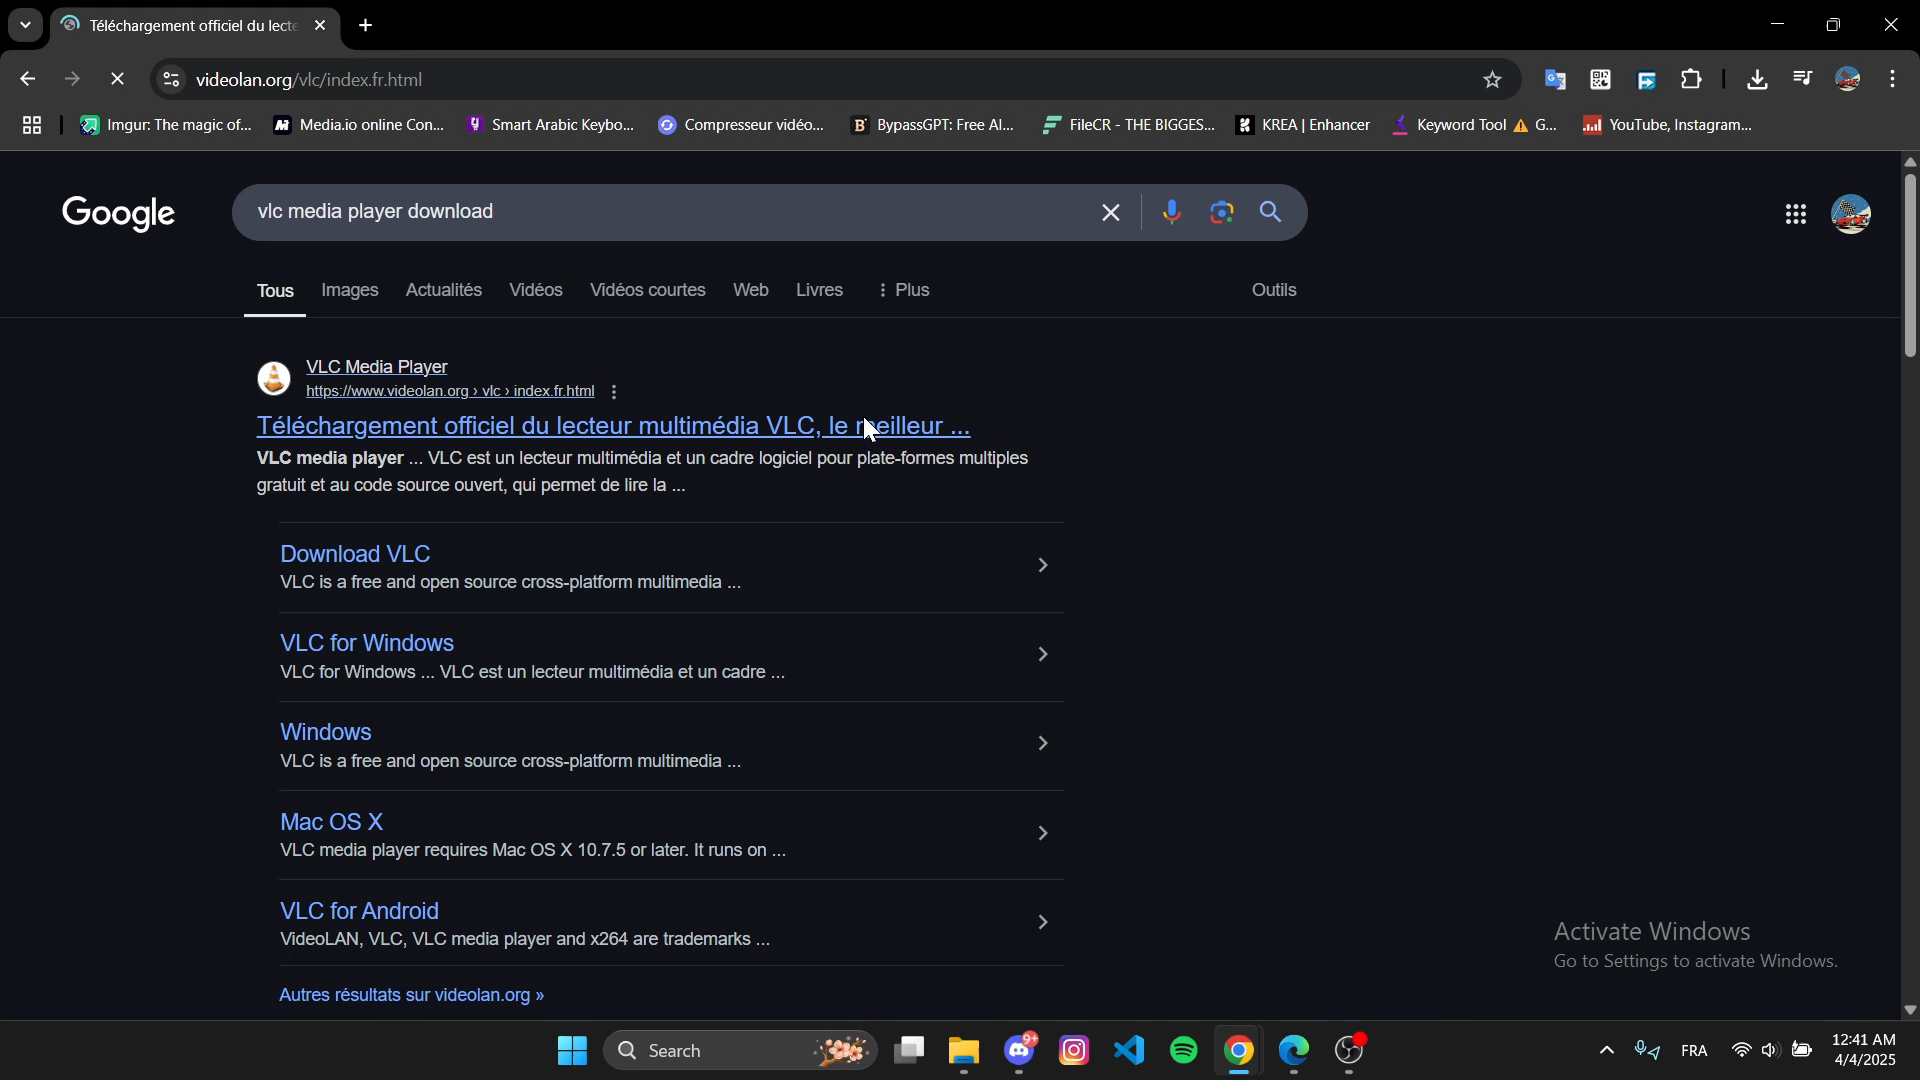 Téléchargement officiel du lecte
videolan.org/vlc/index.fr.html
Imgur: The magic of...
Media.io online Con...
Smart Arabic Keybo...
Compresseur vidéo...
BypassGPT: Free AI...
FileCR - THE BIGGES...
KREA | Enhancer
Keyword Tool ⚠ G...
YouTube, Instagram...
Google
vlc media player download
Tous
Images
Actualités
Vidéos
Vidéos courtes
Web
Livres
Plus
Outils
VLC Media Player
https://www.videolan.org › vlc › index.fr.html
Téléchargement officiel du lecteur multimédia VLC, le meilleur ...
VLC media player ... VLC est un lecteur multimédia et un cadre logiciel pour plate-formes multiples
gratuit et au code source ouvert, qui permet de lire la ...
Download VLC
VLC is a free and open source cross-platform multimedia ...
VLC for Windows
VLC for Windows ... VLC est un lecteur multimédia et un cadre ...
Windows
VLC is a free and open source cross-platform multimedia ...
Mac OS X
VLC media player requires Mac OS X 10.7.5 or later. It runs on ...
VLC for Android
VideoLAN, VLC, VLC media player and x264 are trademarks ...
Autres résultats sur videolan.org »
Activate Windows
Go to Settings to activate Windows.
Search
9+
FRA
12:41 AM
4/4/2025